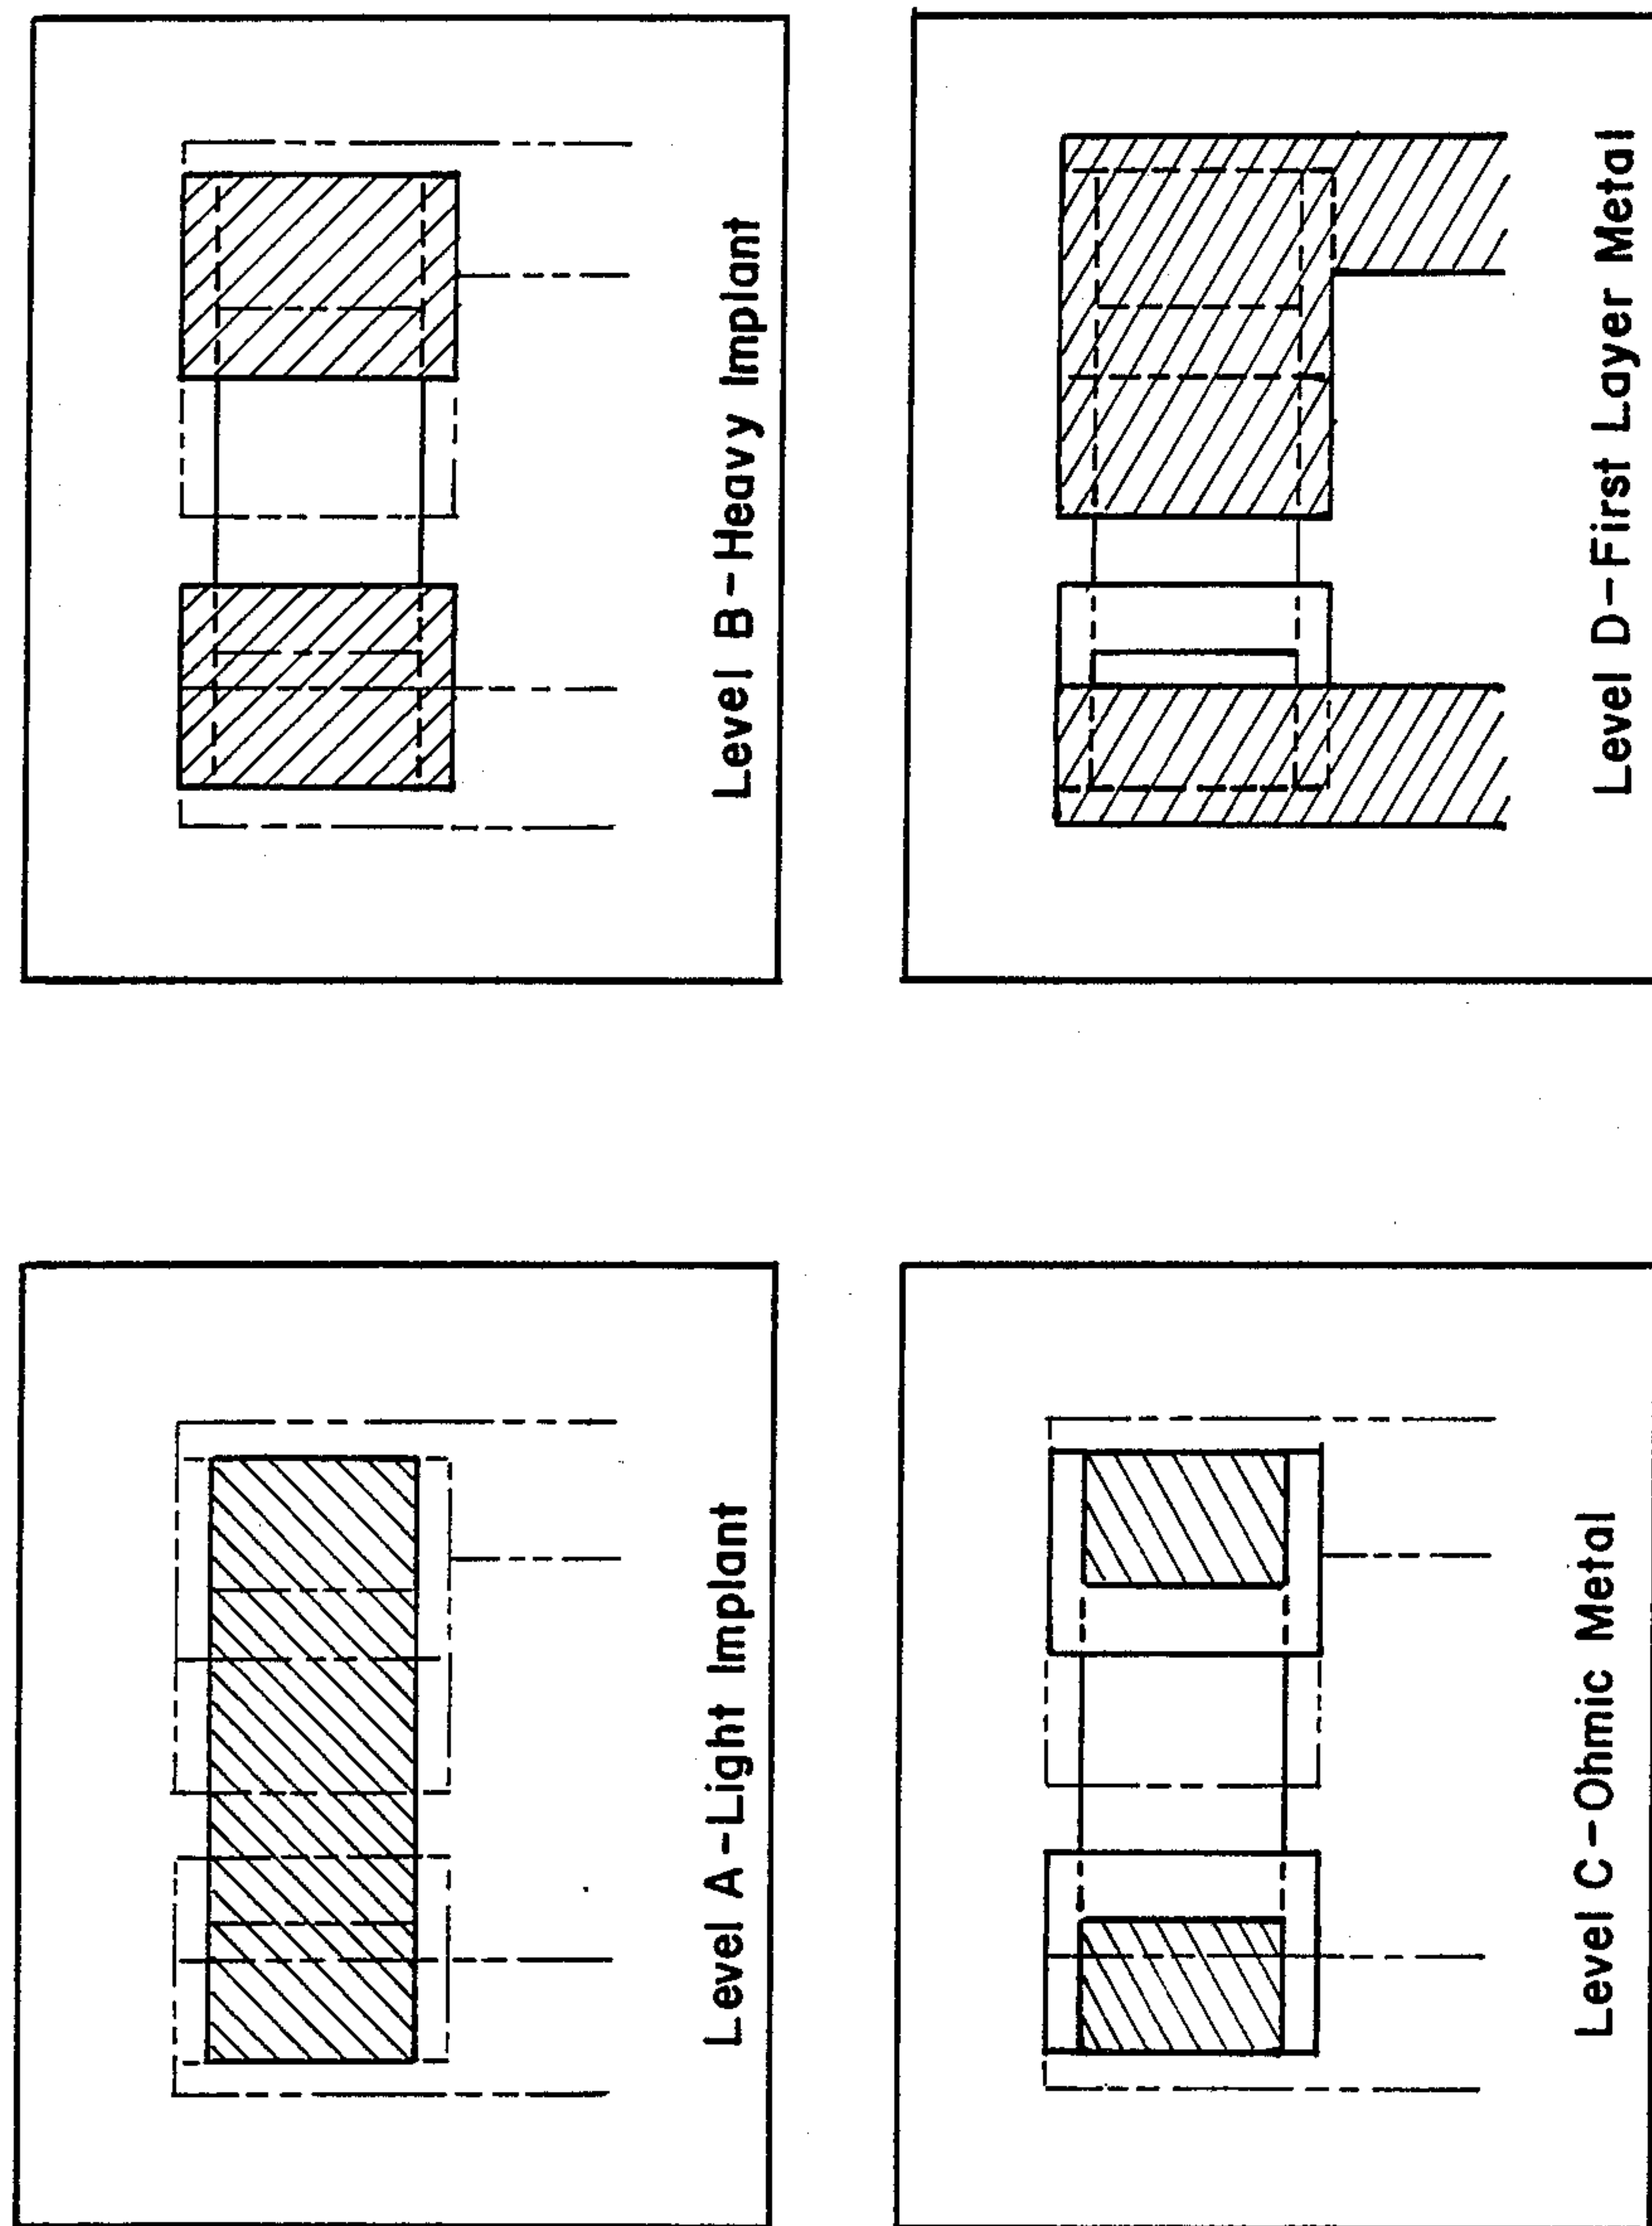 Level A-Light Implant
Level B-Heavy Implant
Level C-Ohmic Metal
Level D-First Layer Metal